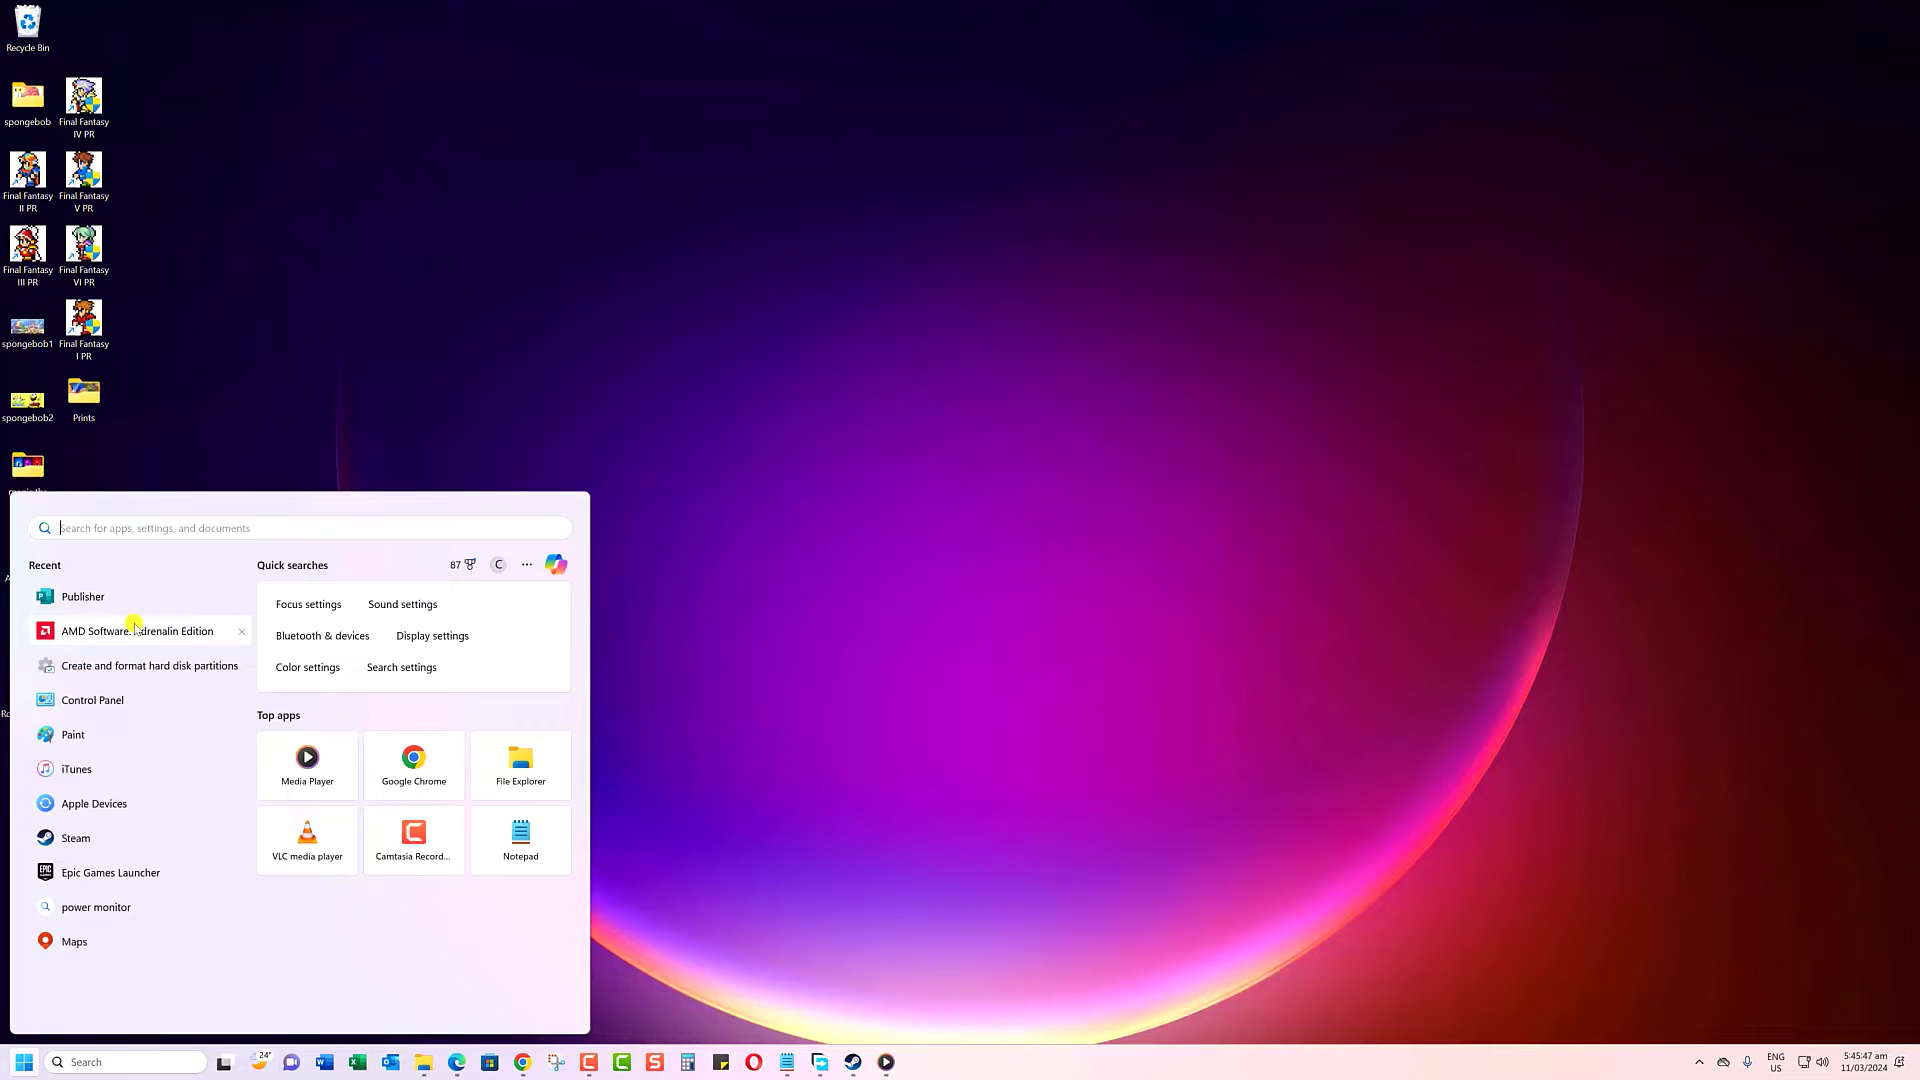 Recycle Bin
spongebob
Final Fantasy
IV PR
Final Fantasy
II PR
Final Fantasy
V PR
Final Fantasy
III PR
Final Fantasy
VI PR
spongebob1
Final Fantasy
I PR
spongebob2
Prints
Search for apps, settings, and documents
Recent
Publisher
AMD Software: Adrenalin Edition
Create and format hard disk partitions
Control Panel
Paint
iTunes
Apple Devices
Steam
Epic Games Launcher
power monitor
Maps
Quick searches
87
C
Focus settings
Sound settings
Bluetooth & devices
Display settings
Color settings
Search settings
Top apps
Media Player
Google Chrome
File Explorer
VLC media player
Camtasia Record...
Notepad
Search
24°
ENG
US
5:45:47 am
11/03/2024